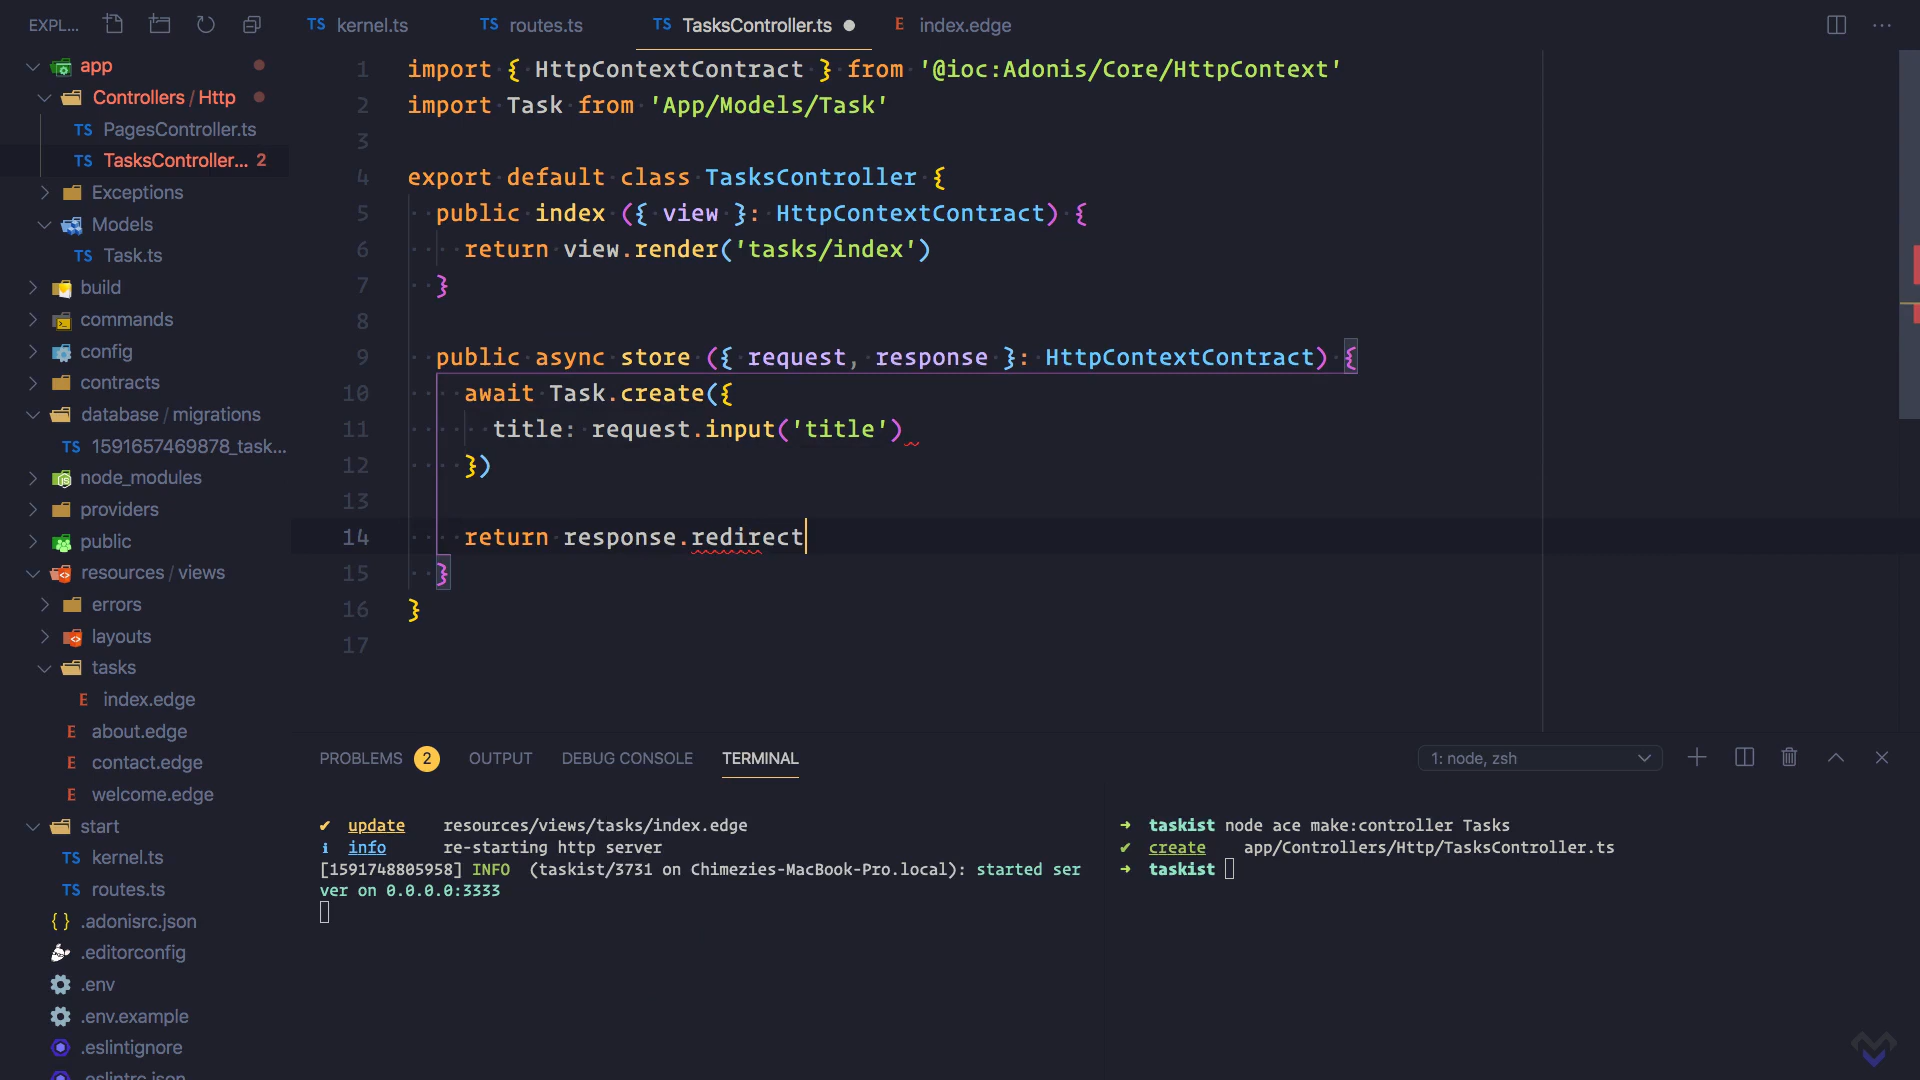 EXPL...
app
Controllers / Http
TS PagesController.ts
TS TasksController... 2
Exceptions
Models
TS Task.ts
build
commands
config
contracts
database / migrations
TS 1591657469878_task...
node_modules
providers
public
resources / views
errors
layouts
tasks
E index.edge
E about.edge
E contact.edge
E welcome.edge
start
TS kernel.ts
TS routes.ts
{ } .adonisrc.json
.editorconfig
.env
.env.example
.eslintignore
.eslintrc.json
TS kernel.ts
TS routes.ts
TS TasksController.ts
E index.edge
1 import { HttpContextContract } from '@ioc:Adonis/Core/HttpContext'
2 import Task from 'App/Models/Task'
3
4 export default class TasksController {
5 public index ({ view }: HttpContextContract) {
6 return view.render('tasks/index')
7 }
8
9 public async store ({ request, response }: HttpContextContract) {
10 await Task.create({
11 title: request.input('title')
12 })
13
14 return response.redirect
15 }
16 }
17
PROBLEMS 2 OUTPUT DEBUG CONSOLE TERMINAL
1: node, zsh
✔ update resources/views/tasks/index.edge
ℹ info re-starting http server
[1591748805958] INFO (taskist/3731 on Chimezies-MacBook-Pro.local): started ser
ver on 0.0.0.0:3333
➜ taskist node ace make:controller Tasks
✔ create app/Controllers/Http/TasksController.ts
➜ taskist